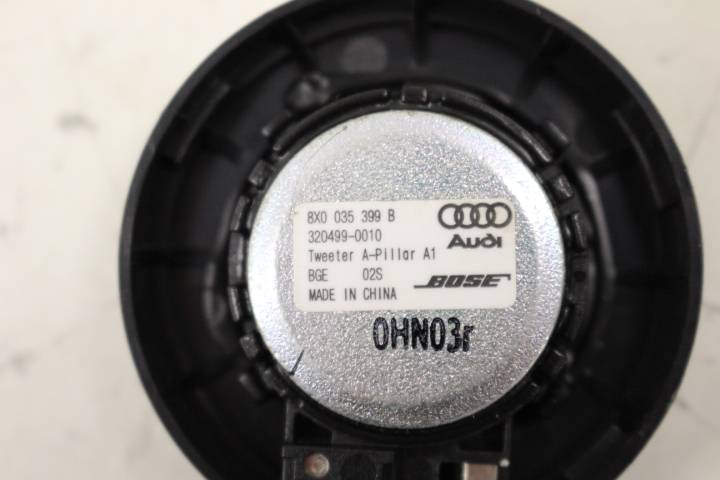 8X0 035 399 B
320499-0010
Audi
Tweeter A-Pillar A1
BGE 02S
BOSE
MADE IN CHINA
0HN03r